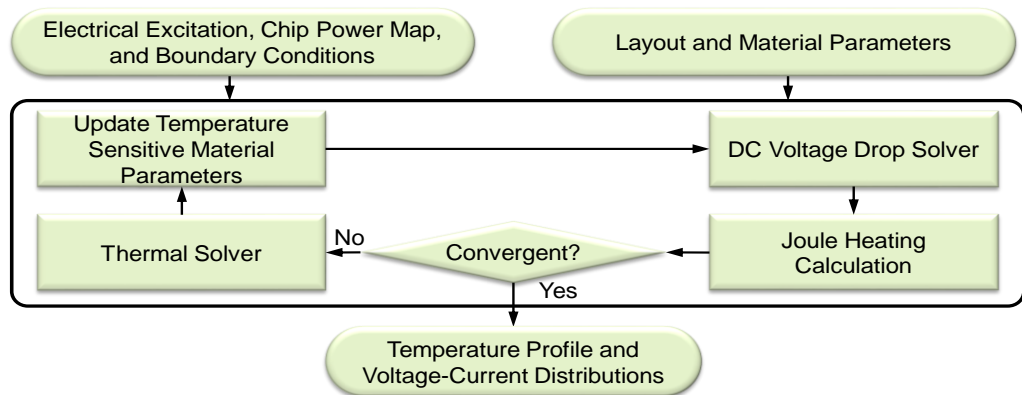 Electrical Excitation, Chip Power Map,
and Boundary Conditions
Layout and Material Parameters
Update Temperature
Sensitive Material
Parameters
DC Voltage Drop Solver
Thermal Solver
No
Convergent?
Joule Heating
Calculation
Yes
Temperature Profile and
Voltage-Current Distributions